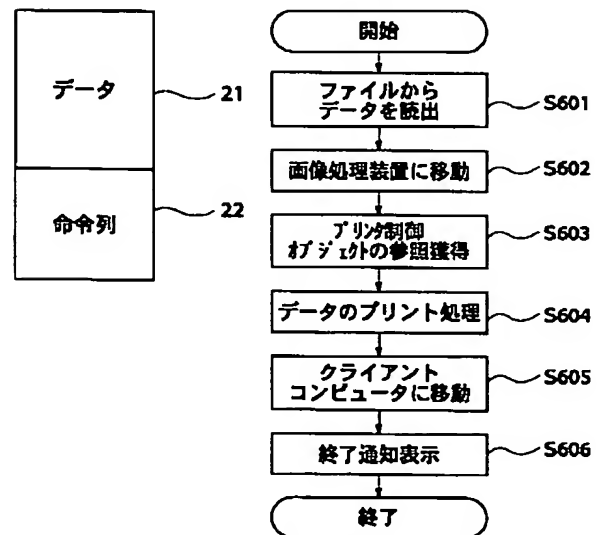 データ
21
命令列
22
開始
ファイルから
データを読出
S601
画像処理装置に移動
S602
プリンタ制御
オブジェクトの参照獲得
S603
データのプリント処理
S604
クライアント
コンピュータに移動
S605
終了通知表示
S606
終了